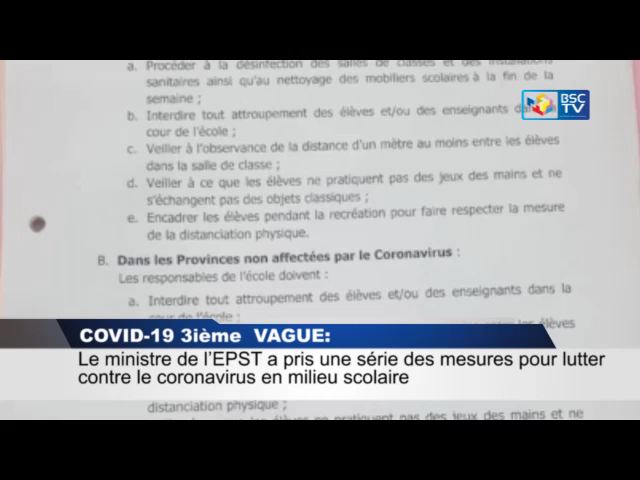 a. Procéder à la désinfection des salles de classes et des installations
sanitaires ainsi qu'au nettoyage des mobiliers scolaires à la fin de la
semaine ;
b. Interdire tout attroupement des élèves et/ou des enseignants dans
cour de l'école ;
c. Veiller à l'observance de la distance d'un mètre au moins entre les élèves
dans la salle de classe ;
d. Veiller à ce que les élèves ne pratiquent pas des jeux des mains et ne
s'échangent pas des objets classiques ;
e. Encadrer les élèves pendant la recréation pour faire respecter la mesure
de la distanciation physique.
B. Dans les Provinces non affectées par le Coronavirus :
Les responsables de l'école doivent :
a. Interdire tout attroupement des élèves et/ou des enseignants dans la
cour de l'école ;
les élèves
distanciation physique ;
pas des jeux des mains et ne
BSC
TV
COVID-19 3ième VAGUE:
Le ministre de l'EPST a pris une série des mesures pour lutter
contre le coronavirus en milieu scolaire